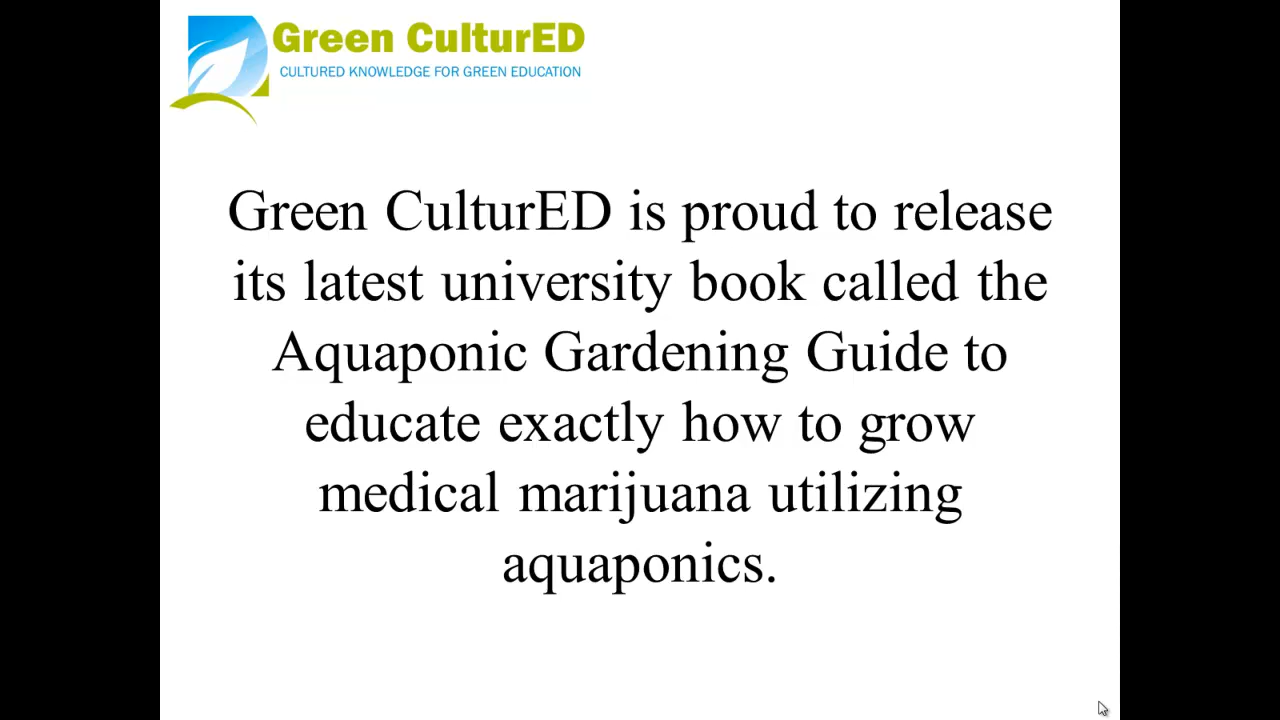 Green CulturED
CULTURED KNOWLEDGE FOR GREEN EDUCATION
Green CulturED is proud to release
its latest university book called the
Aquaponic Gardening Guide to
educate exactly how to grow
medical marijuana utilizing
aquaponics.